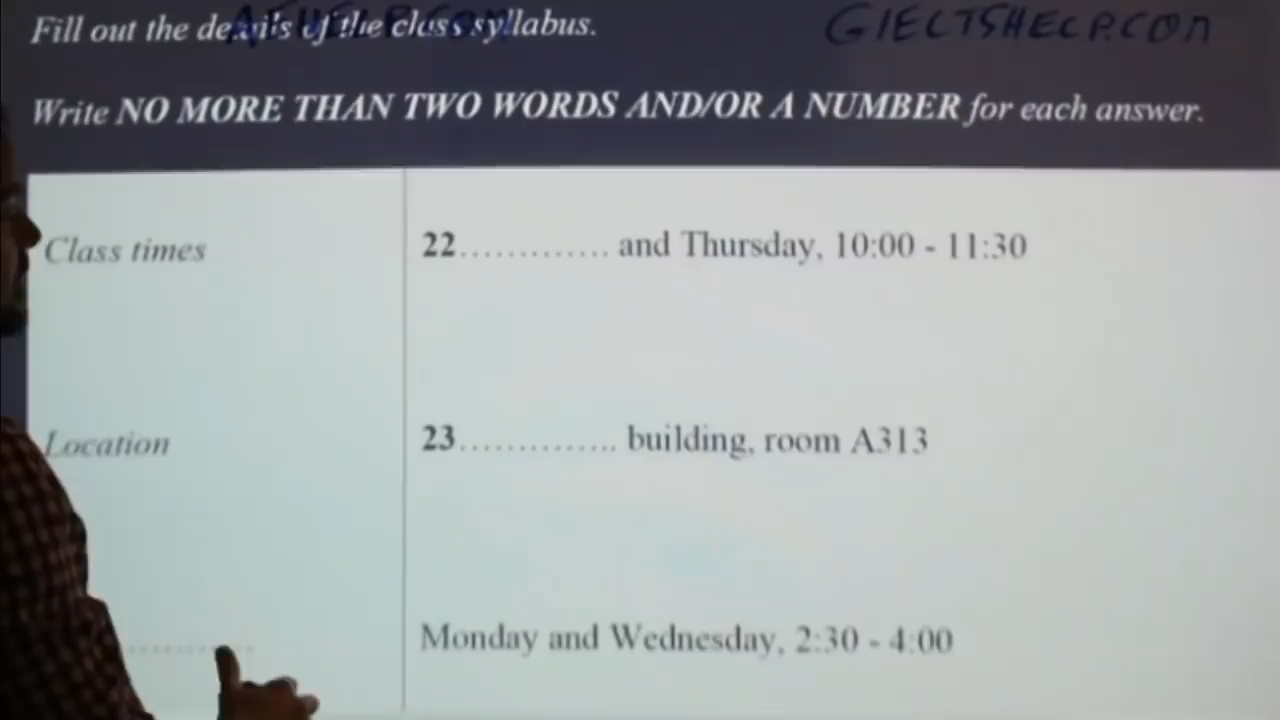 Fill out the details of the class syllabus.
GIELTSHELP.COM
Write NO MORE THAN TWO WORDS AND/OR A NUMBER for each answer.
Class times
22............. and Thursday, 10:00 - 11:30
Location
23.............. building, room A313
Monday and Wednesday, 2:30 - 4:00